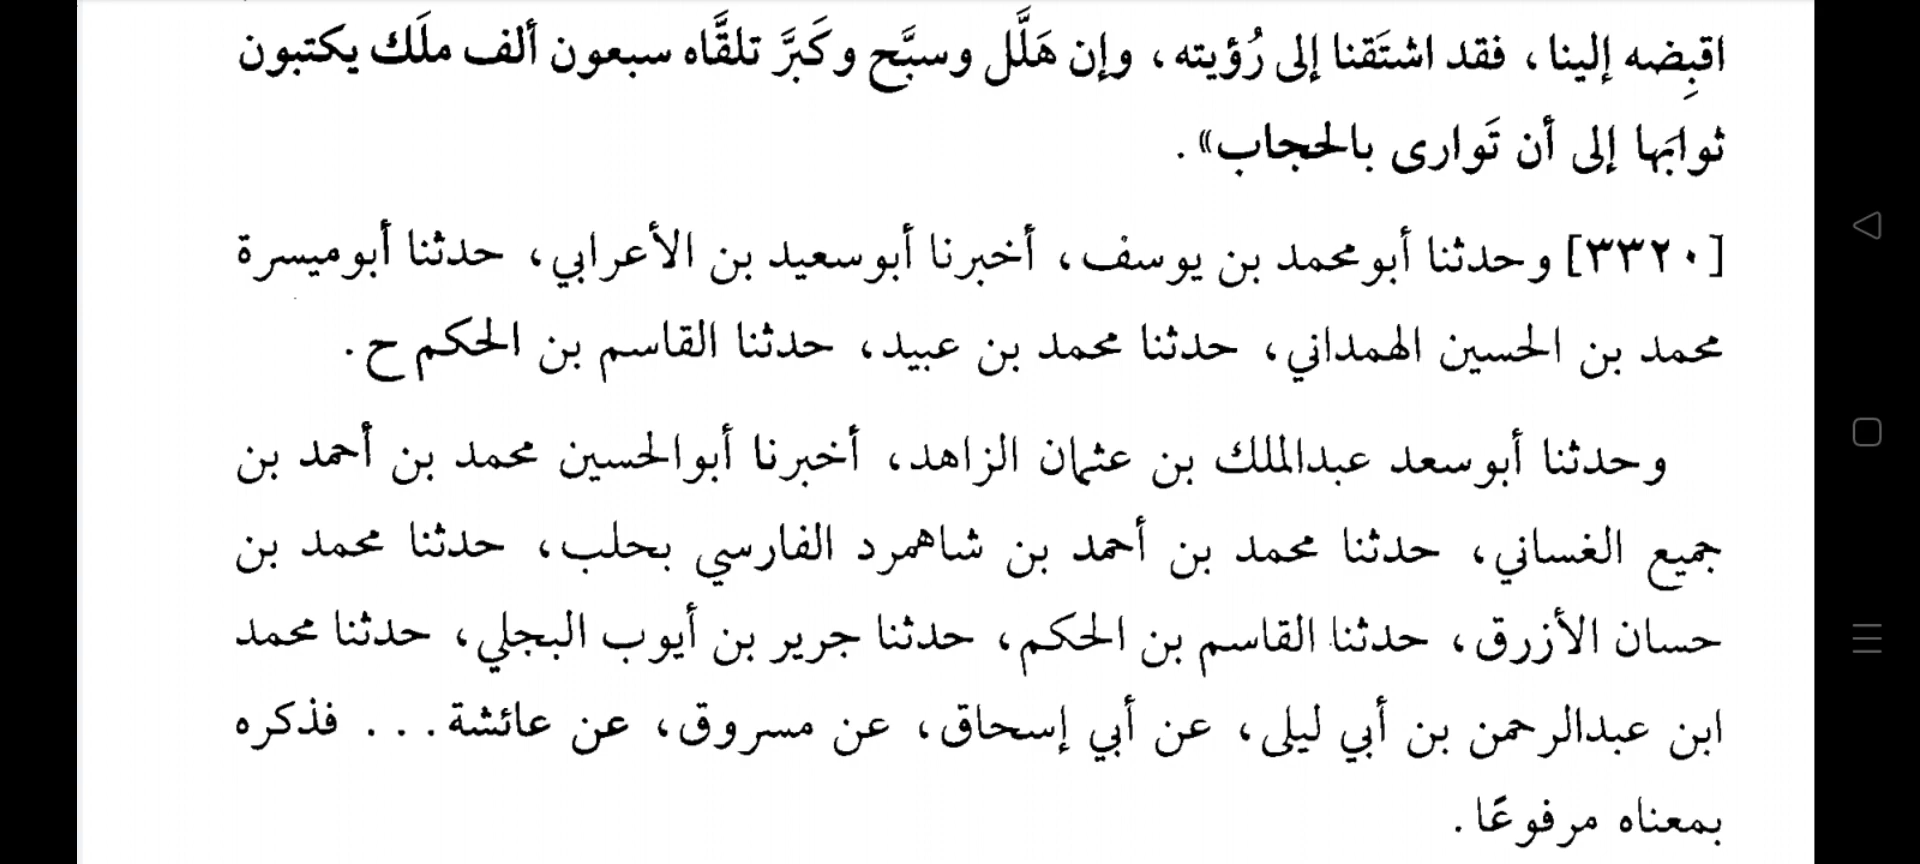 اقبِضه إلينا، فقد اشتَقنا إلى رُؤيته، وإن هَلَّل وسبَّح وكَبَّر تلقَّاه سبعون ألف ملَك يكتبون
ثوابَها إلى أن تَوارى بالحجاب».
[٣٣٢٠] وحدثنا أبومحمد بن يوسف، أخبرنا أبوسعيد بن الأعرابي، حدثنا أبوميسرة
محمد بن الحسين الهمداني، حدثنا محمد بن عبيد، حدثنا القاسم بن الحكم ح.
وحدثنا أبوسعد عبدالملك بن عثمان الزاهد، أخبرنا أبوالحسين محمد بن أحمد بن
جميع الغساني، حدثنا محمد بن أحمد بن شاهمرد الفارسي بحلب، حدثنا محمد بن
حسان الأزرق، حدثنا القاسم بن الحكم، حدثنا جرير بن أيوب البجلي، حدثنا محمد
ابن عبدالرحمن بن أبي ليلى، عن أبي إسحاق، عن مسروق، عن عائشة... فذكره
بمعناه مرفوعًا.